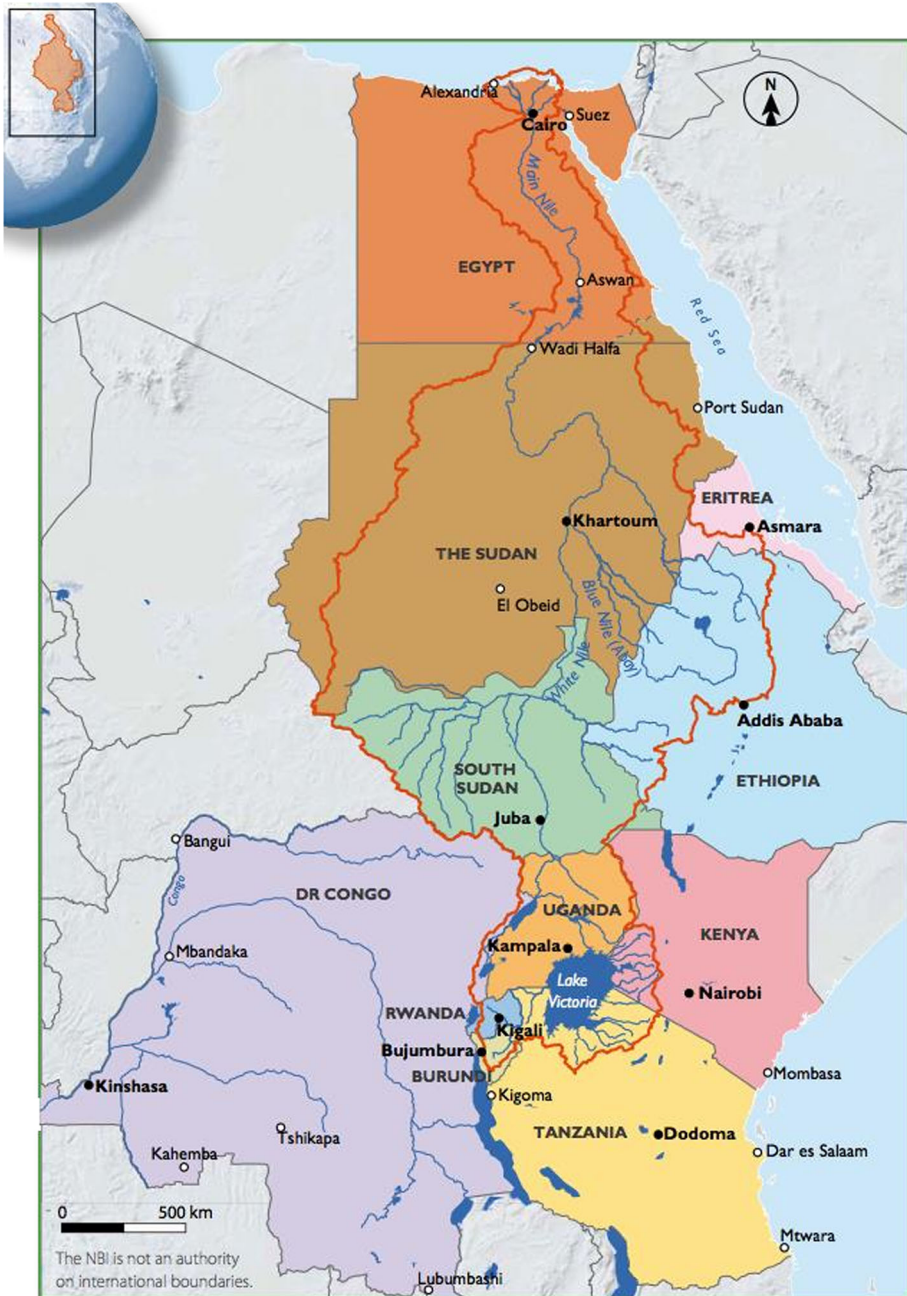 N
Alexandria
Cairo
Suez
Main Nile
EGYPT
Aswan
Red Sea
Wadi Halfa
Port Sudan
ERITREA
Khartoum
Asmara
THE SUDAN
El Obeid
Blue Nile (Abay)
White Nile
Addis Ababa
SOUTH
SUDAN
ETHIOPIA
Juba
Bangui
Congo
DR CONGO
UGANDA
KENYA
Kampala
Mbandaka
Lake
Victoria
Nairobi
RWANDA
Kigali
Bujumbura
BURUNDI
Mombasa
Kinshasa
Kigoma
Tshikapa
TANZANIA
Dodoma
Dar es Salaam
Kahemba
0 500 km
Mtwara
The NBI is not an authority
on international boundaries.
Lubumbashi